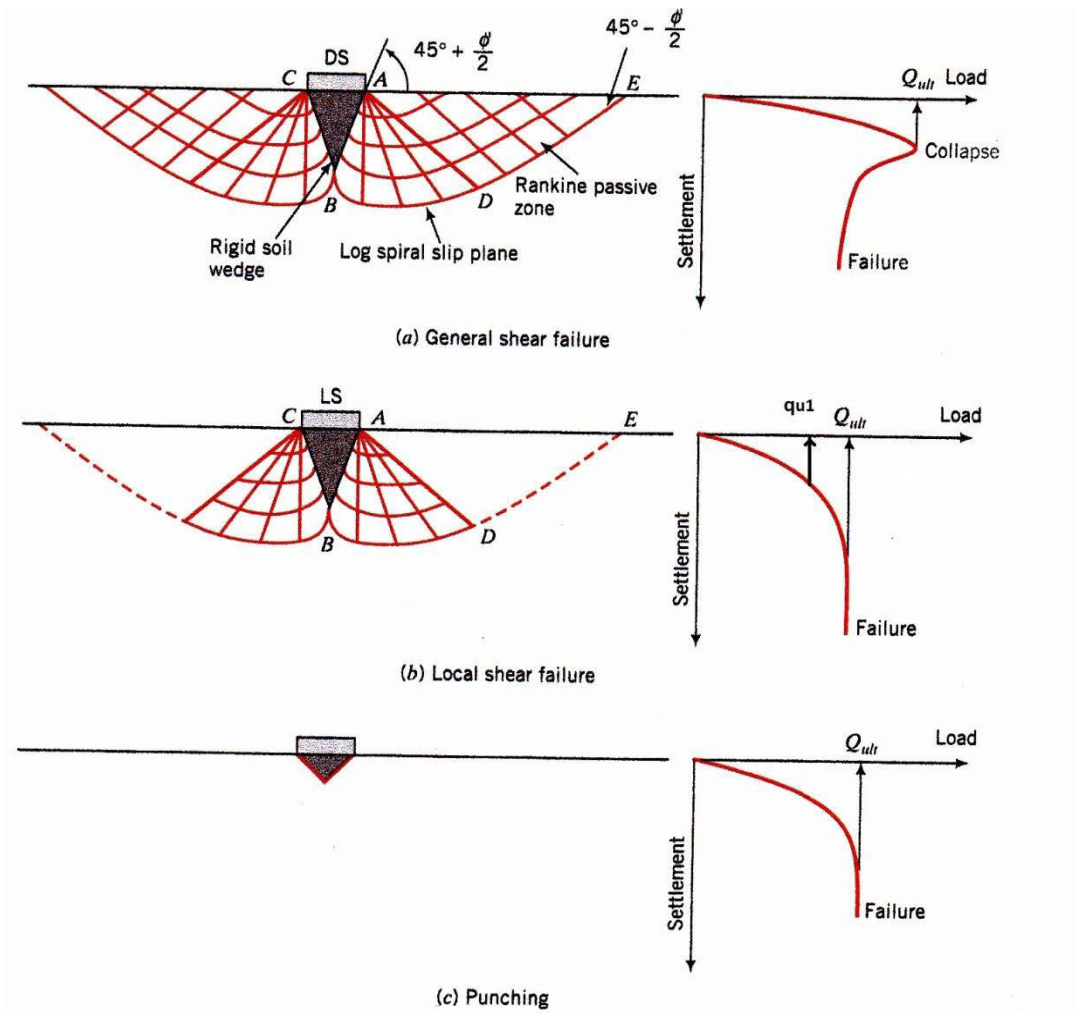 45° + φ′/2
45° − φ′/2
DS
C
A
E
B
D
Rankine passive
zone
Rigid soil
wedge
Log spiral slip plane
Q_ult
Load
Collapse
Settlement
Failure
(a) General shear failure
LS
C
A
E
B
D
qu1
Q_ult
Load
Settlement
Failure
(b) Local shear failure
Q_ult
Load
Settlement
Failure
(c) Punching